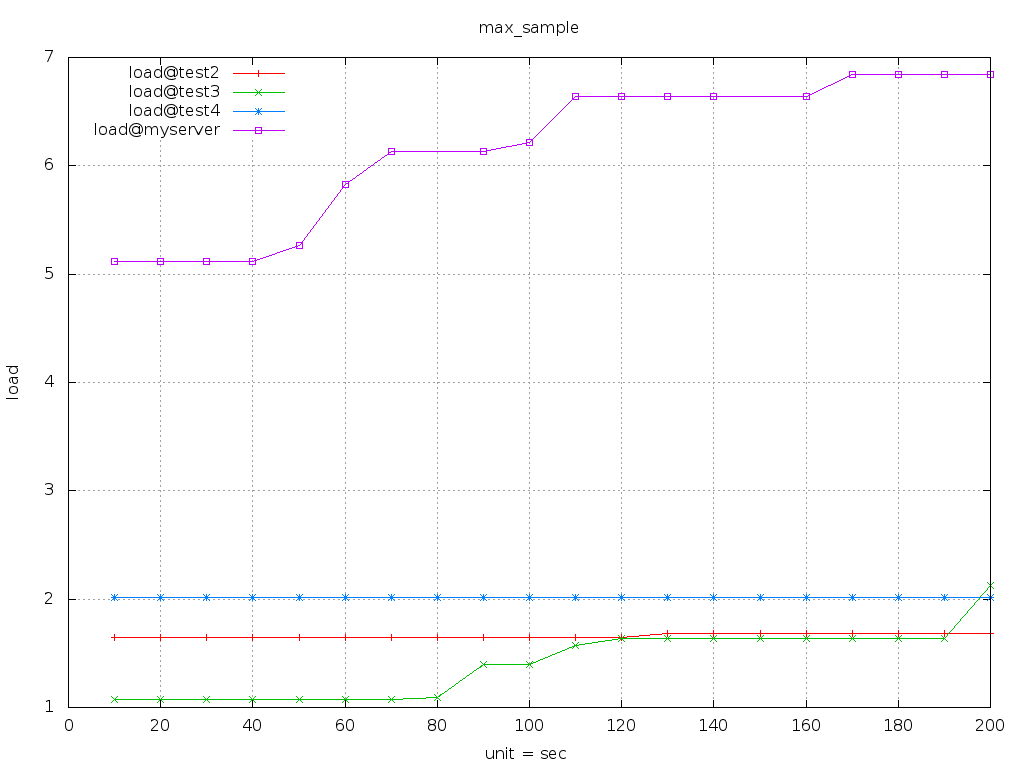 max_sample
7
load@test2
load@test3
load@test4
load@myserver
6
5
4
load
3
2
1
0 20 40 60 80 100 120 140 160 180 200
unit = sec